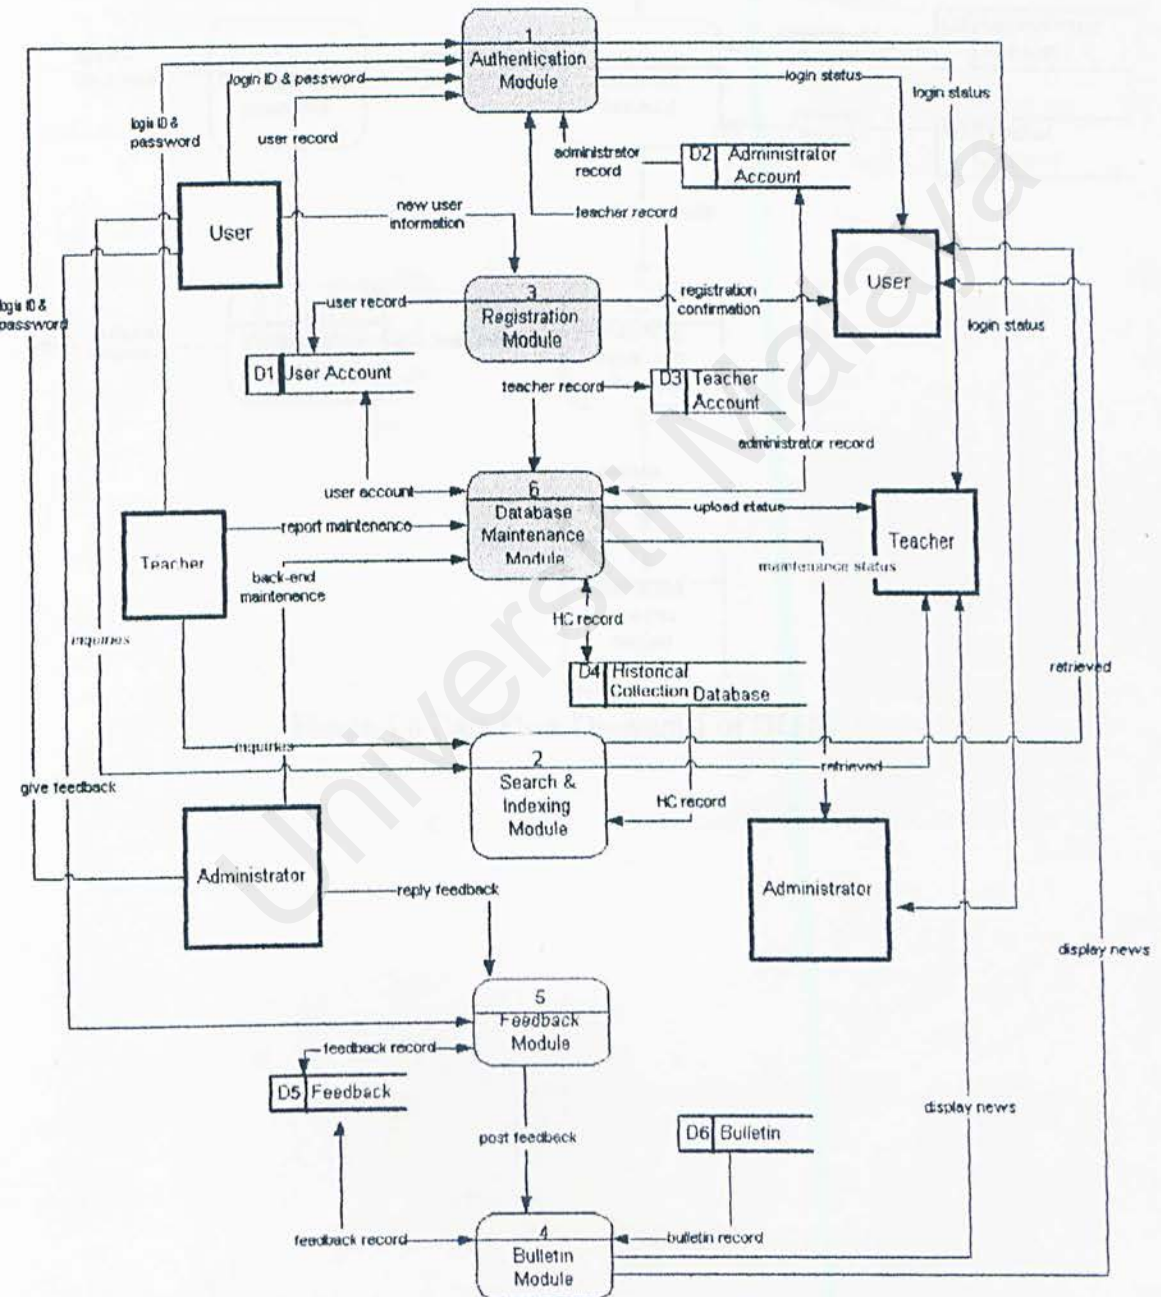 1
Authentication
Module
login ID & password
login status
login status
login ID &
password
user record
administrator
record
D2 Administrator
Account
new user
information
teacher record
User
User
login ID &
password
user record
3
Registration
Module
registration
confirmation
login status
D1 User Account
teacher record
D3 Teacher
Account
administrator record
user account
6
Database
Maintenance
Module
upload status
report maintenence
Teacher
Teacher
back-end
maintenence
maintenance status
HC record
inquiries
D4 Historical
Collection Database
retrieved
inquiries
2
Search &
Indexing
Module
retrieved
give feedback
HC record
Administrator
Administrator
reply feedback
display news
5
Feedback
Module
feedback record
D5 Feedback
display news
post feedback
D6 Bulletin
feedback record
4
Bulletin
Module
bulletin record
Universiti Malaya